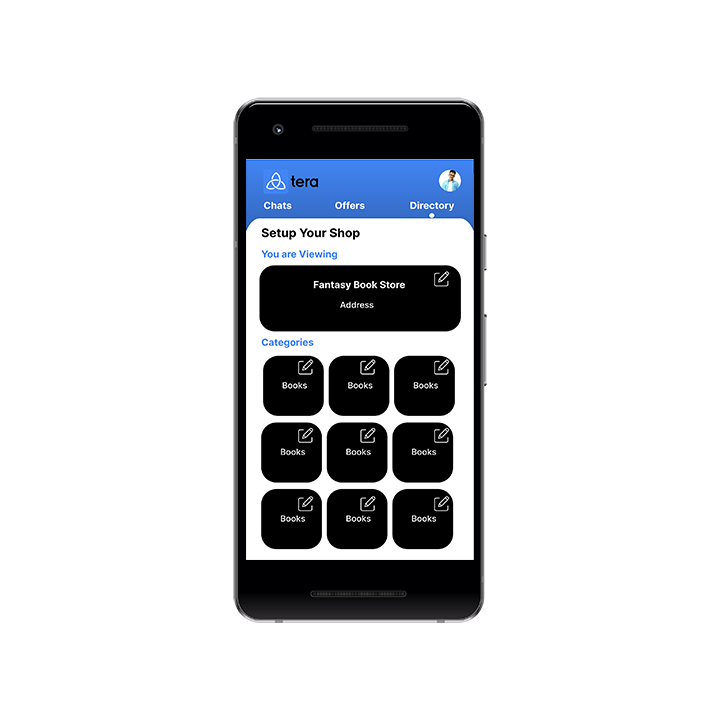 tera
Chats Offers Directory
Setup Your Shop
You are Viewing
Fantasy Book Store
Address
Categories
Books Books Books
Books Books Books
Books Books Books